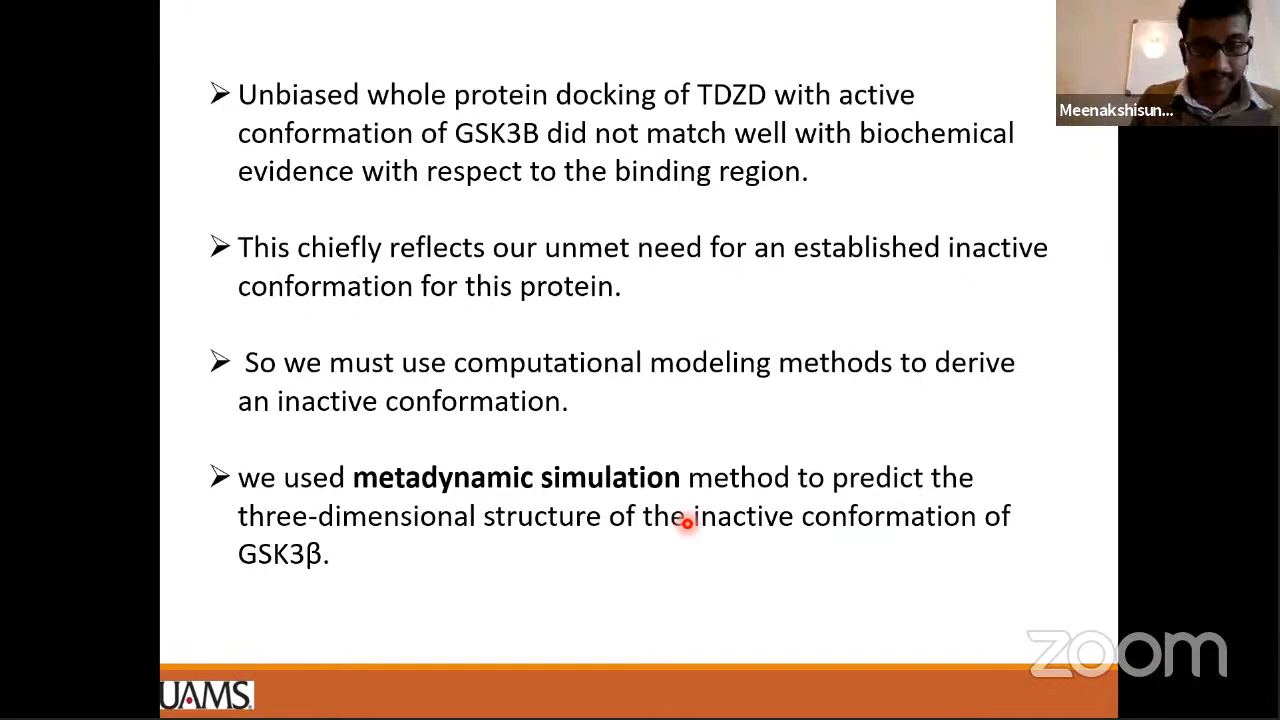 Unbiased whole protein docking of TDZD with active
conformation of GSK3B did not match well with biochemical
evidence with respect to the binding region.
This chiefly reflects our unmet need for an established inactive
conformation for this protein.
So we must use computational modeling methods to derive
an inactive conformation.
we used metadynamic simulation method to predict the
three-dimensional structure of the inactive conformation of
GSK3β.
Meenakshisun...
zoom
UAMS